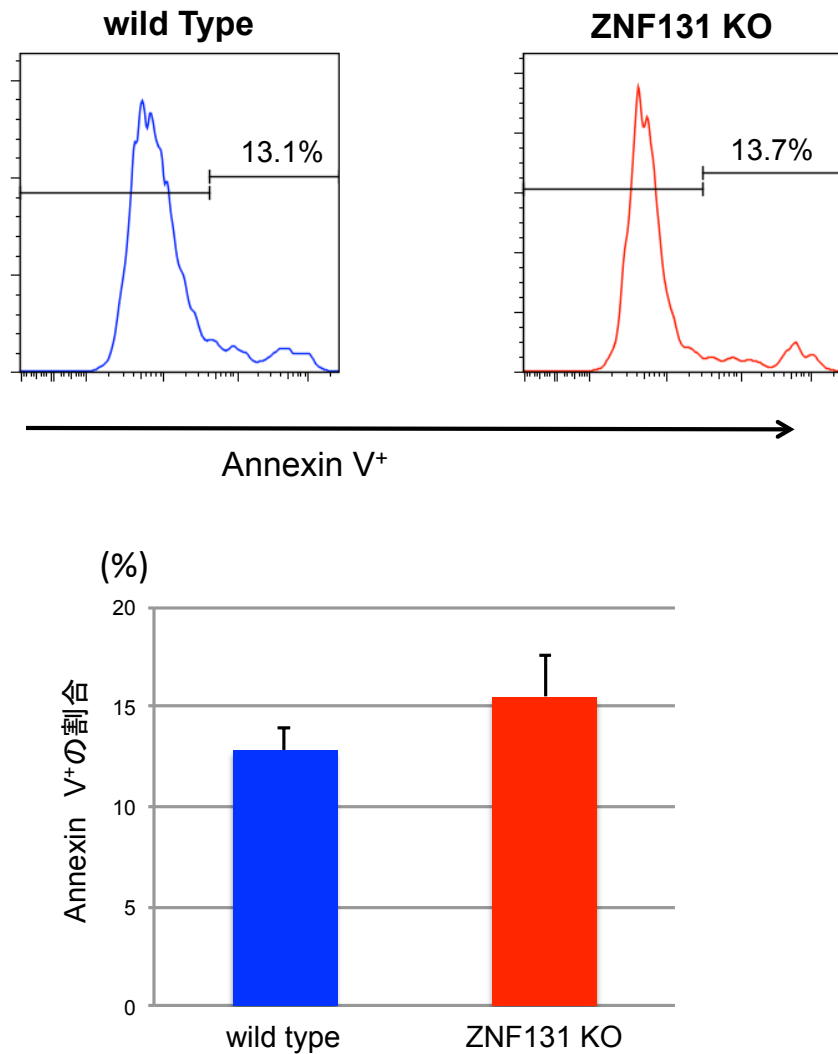 wild Type
ZNF131 KO
13.1%
13.7%
Annexin V⁺
(%)
20
15
10
5
0
Annexin V⁺の割合
wild type
ZNF131 KO